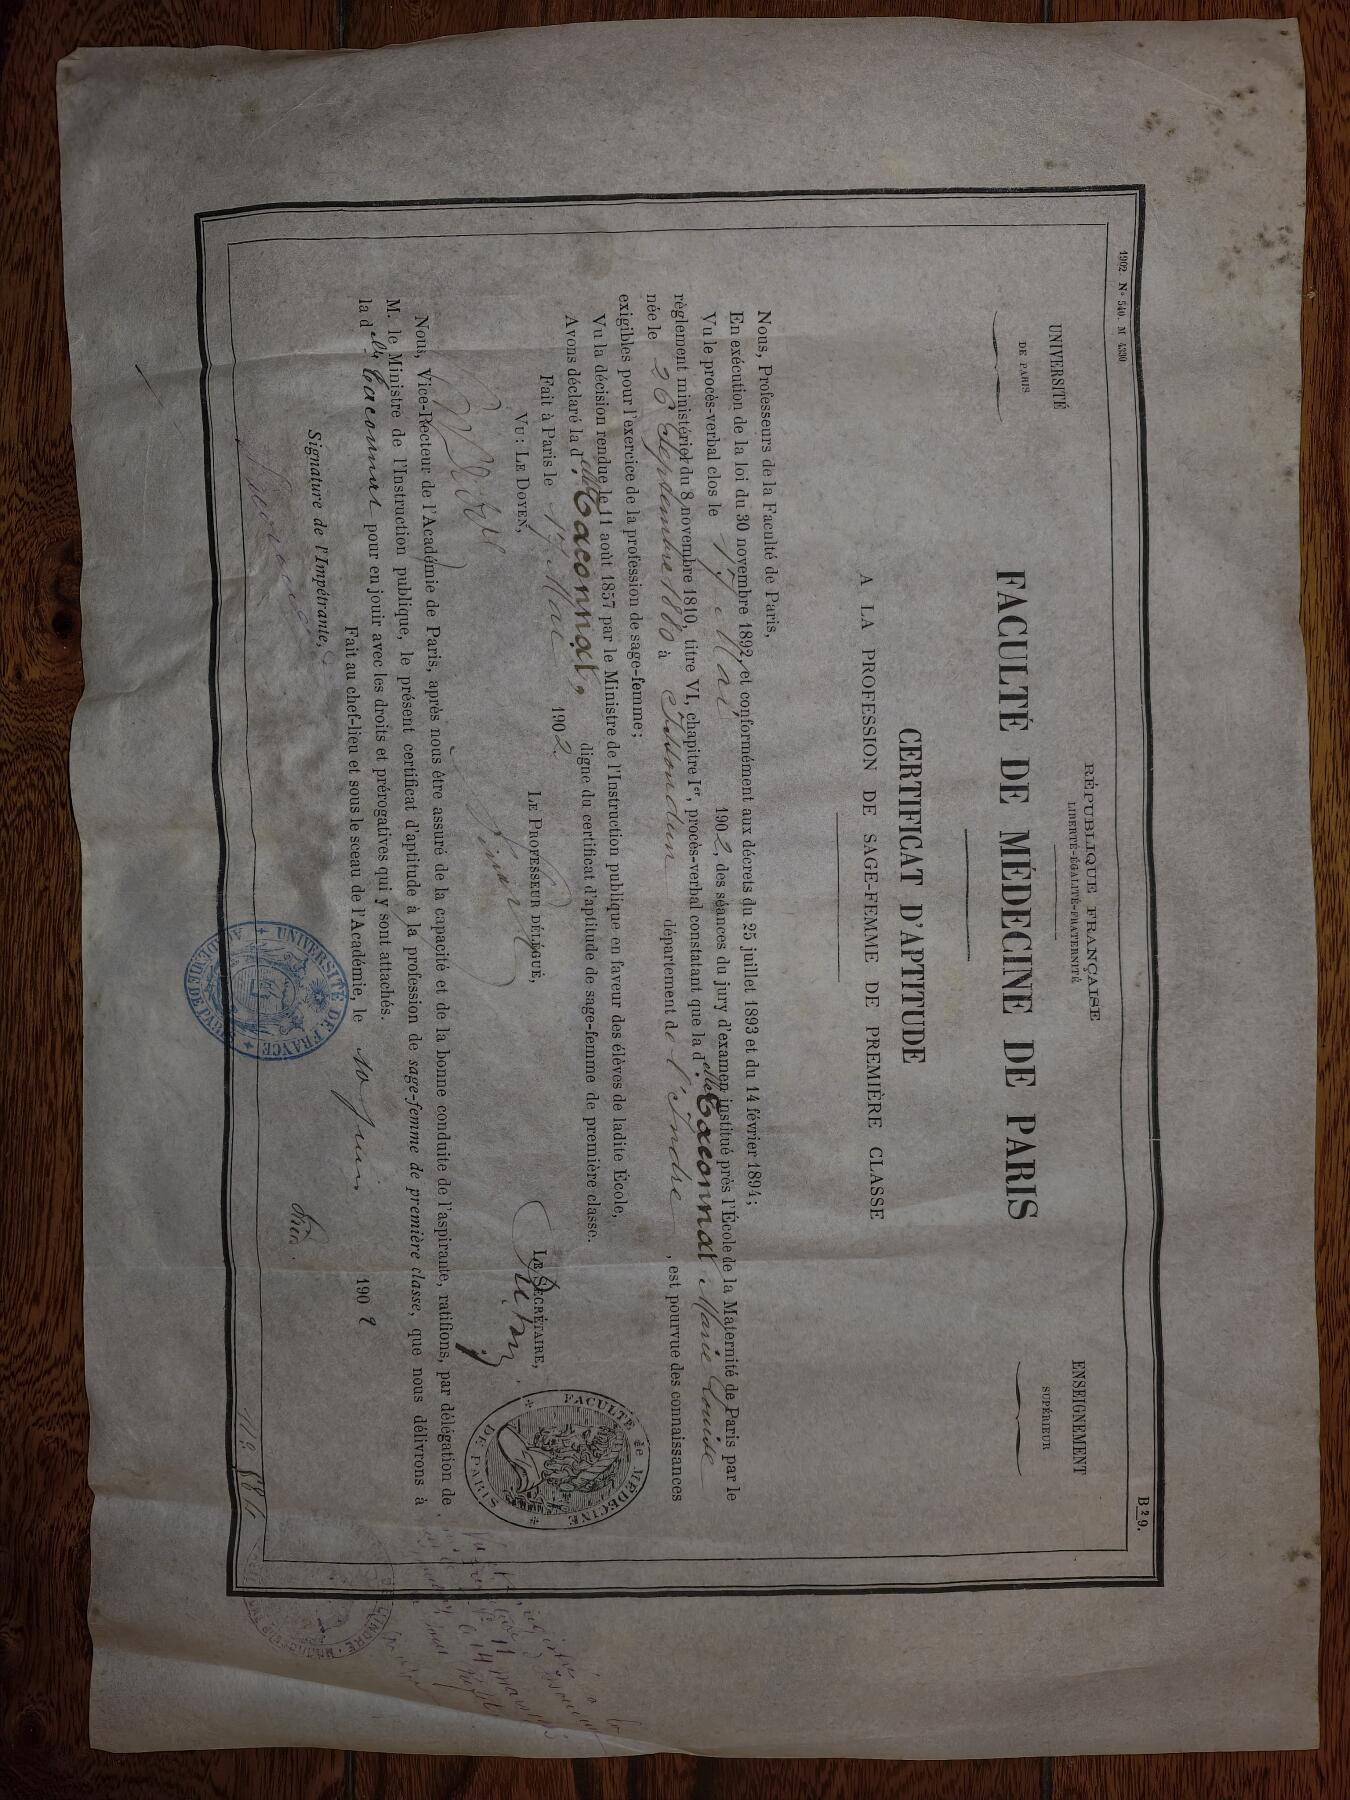 1902 N° 540. M 4330
B² 9.
RÉPUBLIQUE FRANÇAISE
LIBERTÉ-ÉGALITÉ-FRATERNITÉ
UNIVERSITÉ
DE PARIS
ENSEIGNEMENT
SUPÉRIEUR
FACULTÉ DE MÉDECINE DE PARIS
CERTIFICAT D'APTITUDE
A LA PROFESSION DE SAGE-FEMME DE PREMIÈRE CLASSE
Nous, Professeurs de la Faculté de Paris,
En exécution de la loi du 30 novembre 1892, et conformément aux décrets du 25 juillet 1893 et du 14 février 1894;
Vu le procès-verbal clos le 17 Mai 1902, des séances du jury d'examen institué près l'École de la Maternité de Paris par le
règlement ministériel du 8 novembre 1810, titre VI, chapitre Ier, procès-verbal constatant que la delle Taconnat Marie Louise
née le 26 Septembre 1880 à Issoudun département de l'Indre, est pourvue des connaissances
exigibles pour l'exercice de la profession de sage-femme;
Vu la décision rendue le 11 août 1857 par le Ministre de l'Instruction publique en faveur des élèves de ladite École,
Avons déclaré la delle Taconnat, digne du certificat d'aptitude de sage-femme de première classe.
Fait à Paris le 17 Mai 1902.
VU: LE DOYEN,
LE PROFESSEUR DÉLÉGUÉ,
LE SECRÉTAIRE,
FACULTÉ de MÉDECINE DE PARIS
Nous, Vice-Recteur de l'Académie de Paris, après nous être assuré de la capacité et de la bonne conduite de l'aspirante, ratifions, par délégation de
M. le Ministre de l'Instruction publique, le présent certificat d'aptitude à la profession de sage-femme de première classe, que nous délivrons à
la delle Taconnat pour en jouir avec les droits et prérogatives qui y sont attachés.
Fait au chef-lieu et sous le sceau de l'Académie, le 10 Juin 1902
Signature de l'Impétrante,
UNIVERSITÉ DE FRANCE
ACADÉMIE DE PARIS